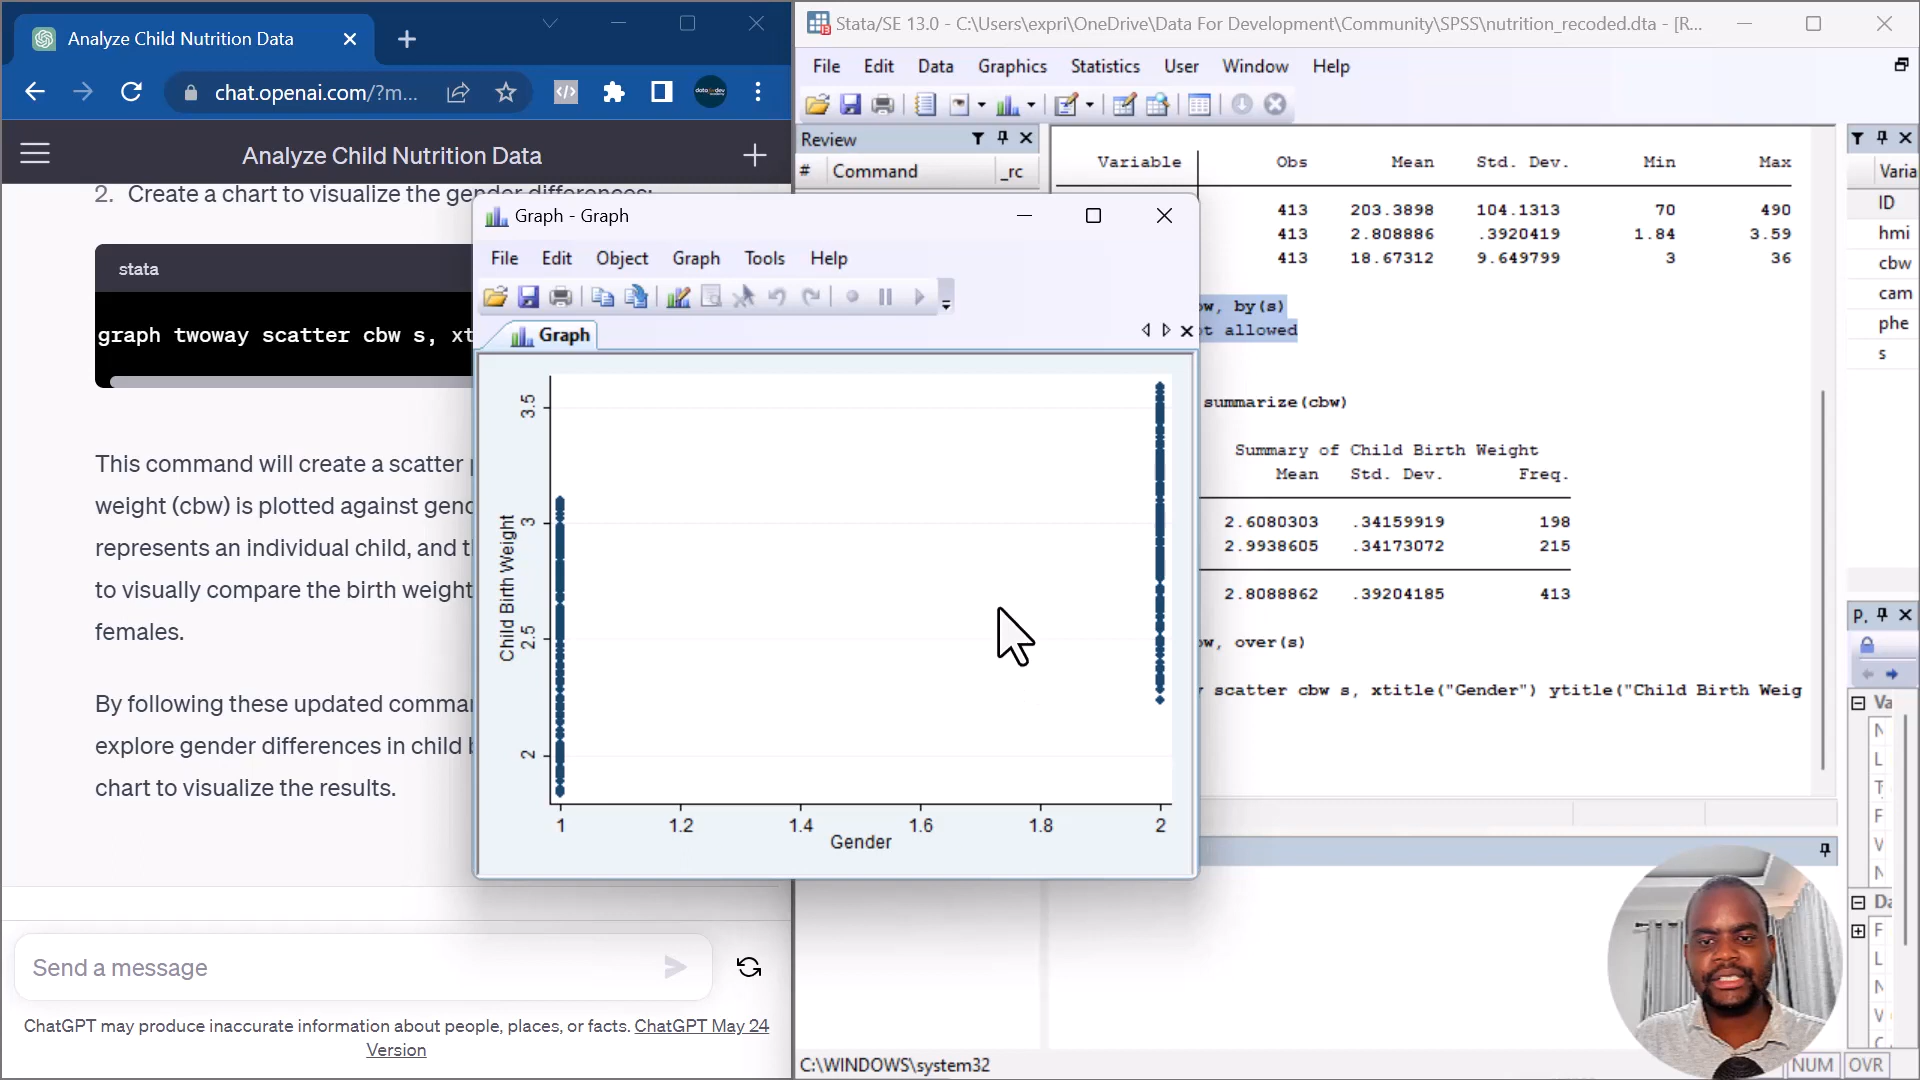 Analyze Child Nutrition Data
chat.openai.com/?m...
Analyze Child Nutrition Data
2. Create a chart to visualize the gender differences:
stata
graph twoway scatter cbw s, xt
This command will create a scatter
weight (cbw) is plotted against gend
represents an individual child, and t
to visually compare the birth weight
females.
By following these updated comma
explore gender differences in child
chart to visualize the results.
Send a message
ChatGPT may produce inaccurate information about people, places, or facts. ChatGPT May 24
Version
Stata/SE 13.0 - C:\Users\expri\OneDrive\Data For Development\Community\SPSS\nutrition_recoded.dta - [R...
File Edit Data Graphics Statistics User Window Help
Review
# Command _rc
Variable Obs Mean Std. Dev. Min Max
413 203.3898 104.1313 70 490
413 2.808886 .3920419 1.84 3.59
413 18.67312 9.649799 3 36
w, by(s)
t allowed
summarize(cbw)
Summary of Child Birth Weight
Mean Std. Dev. Freq.
2.6080303 .34159919 198
2.9938605 .34173072 215
2.8088862 .39204185 413
w, over(s)
scatter cbw s, xtitle("Gender") ytitle("Child Birth Weig
Graph - Graph
File Edit Object Graph Tools Help
Graph
Child Birth Weight
3.5
3
2.5
2
1 1.2 1.4 1.6 1.8 2
Gender
Varia
ID
hmi
cbw
cam
phe
s
P.
Va
N
L
T
F
V
N
Da
F
L
N
V
C:\WINDOWS\system32
NUM OVR